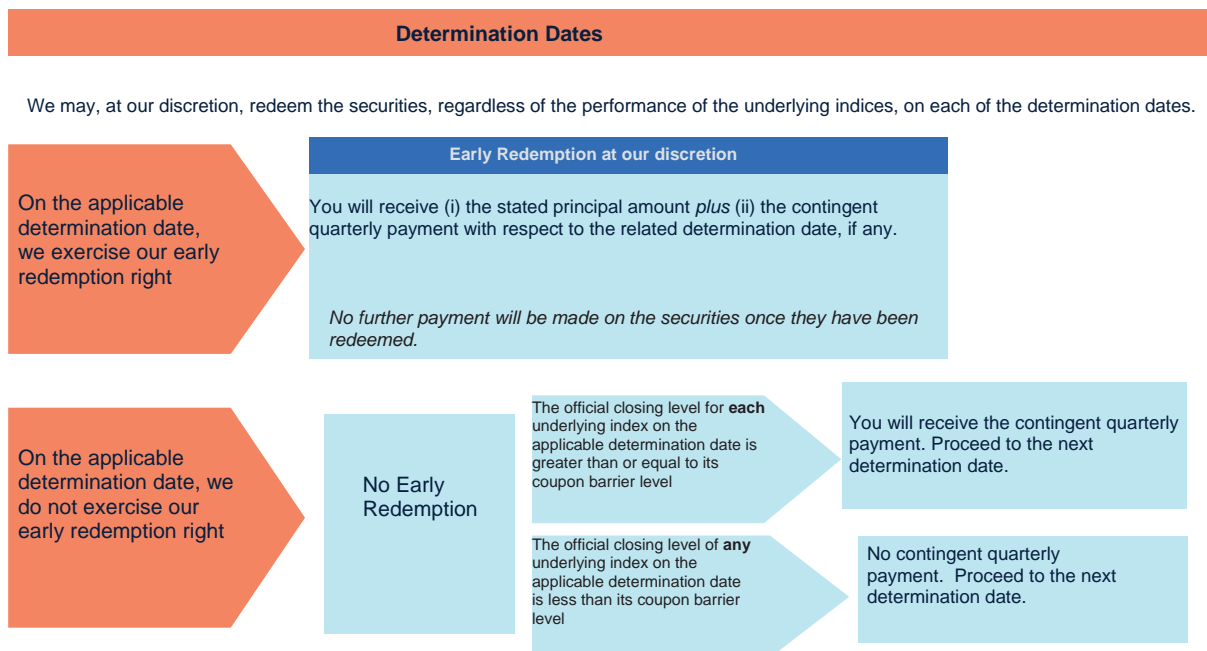 Determination Dates
We may, at our discretion, redeem the securities, regardless of the performance of the underlying indices, on each of the determination dates.
On the applicable
determination date,
we exercise our early
redemption right
Early Redemption at our discretion
You will receive (i) the stated principal amount plus (ii) the contingent
quarterly payment with respect to the related determination date, if any.
No further payment will be made on the securities once they have been
redeemed.
On the applicable
determination date, we
do not exercise our
early redemption right
No Early
Redemption
The official closing level for each
underlying index on the
applicable determination date is
greater than or equal to its
coupon barrier level
You will receive the contingent quarterly
payment. Proceed to the next
determination date.
The official closing level of any
underlying index on the
applicable determination date
is less than its coupon barrier
level
No contingent quarterly
payment.  Proceed to the next
determination date.